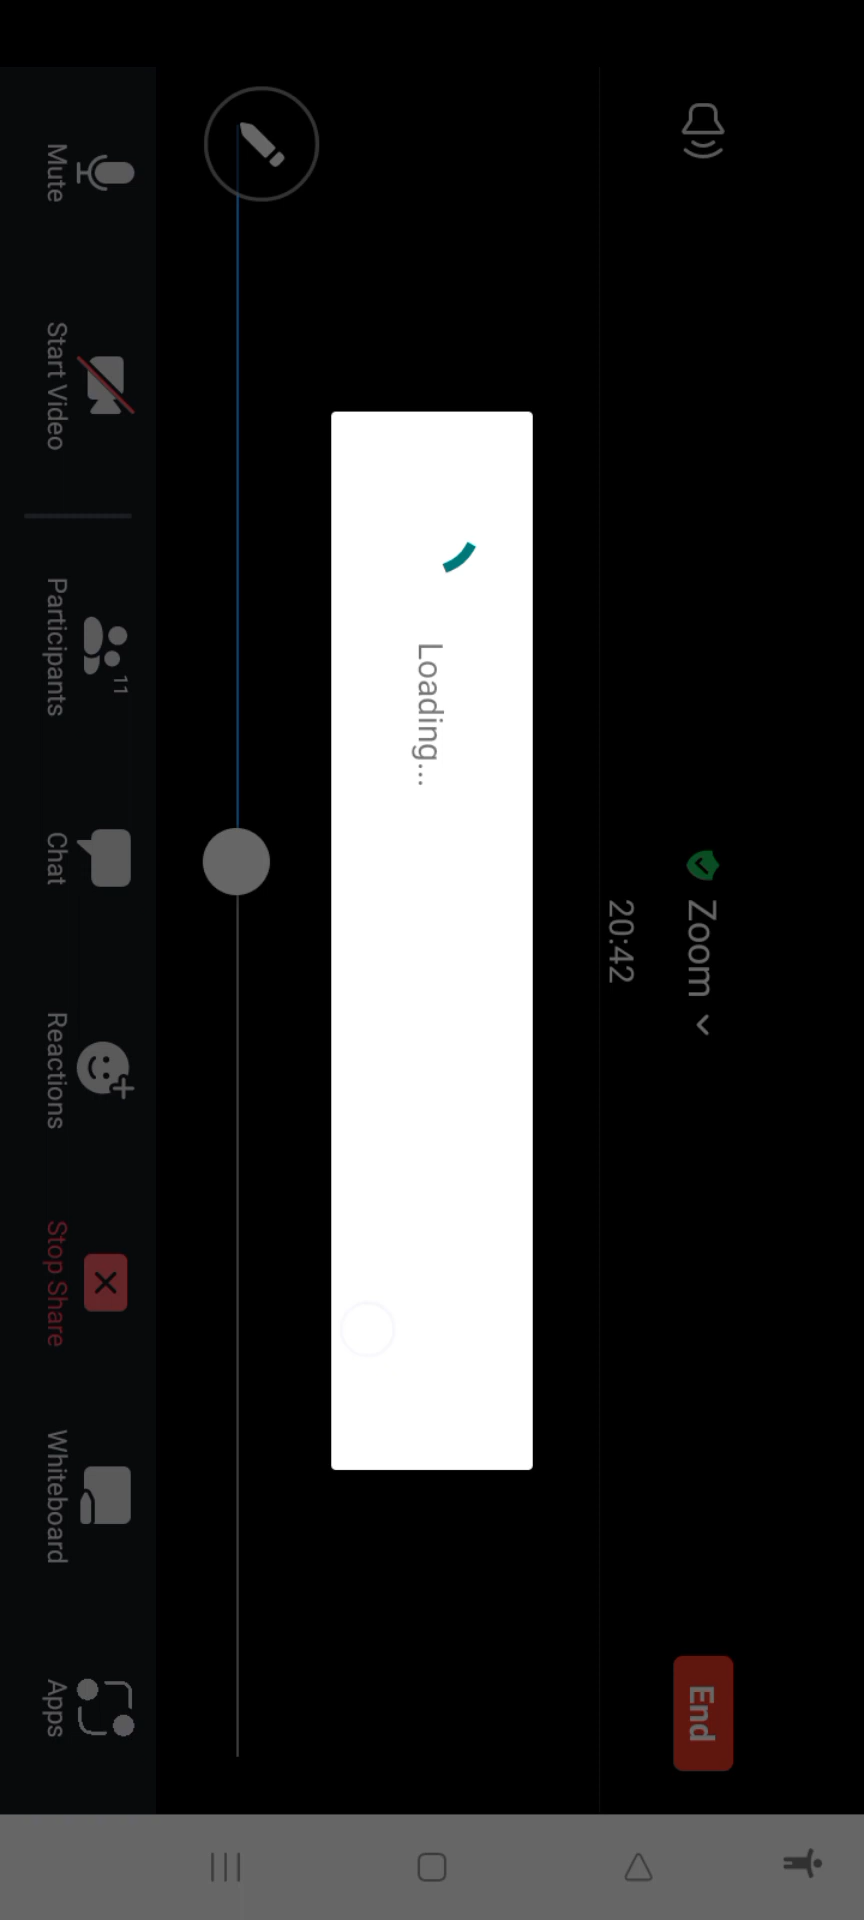 Zoom
20:42
End
Loading...
Mute
Start Video
11
Participants
Chat
Reactions
Stop Share
Whiteboard
Apps